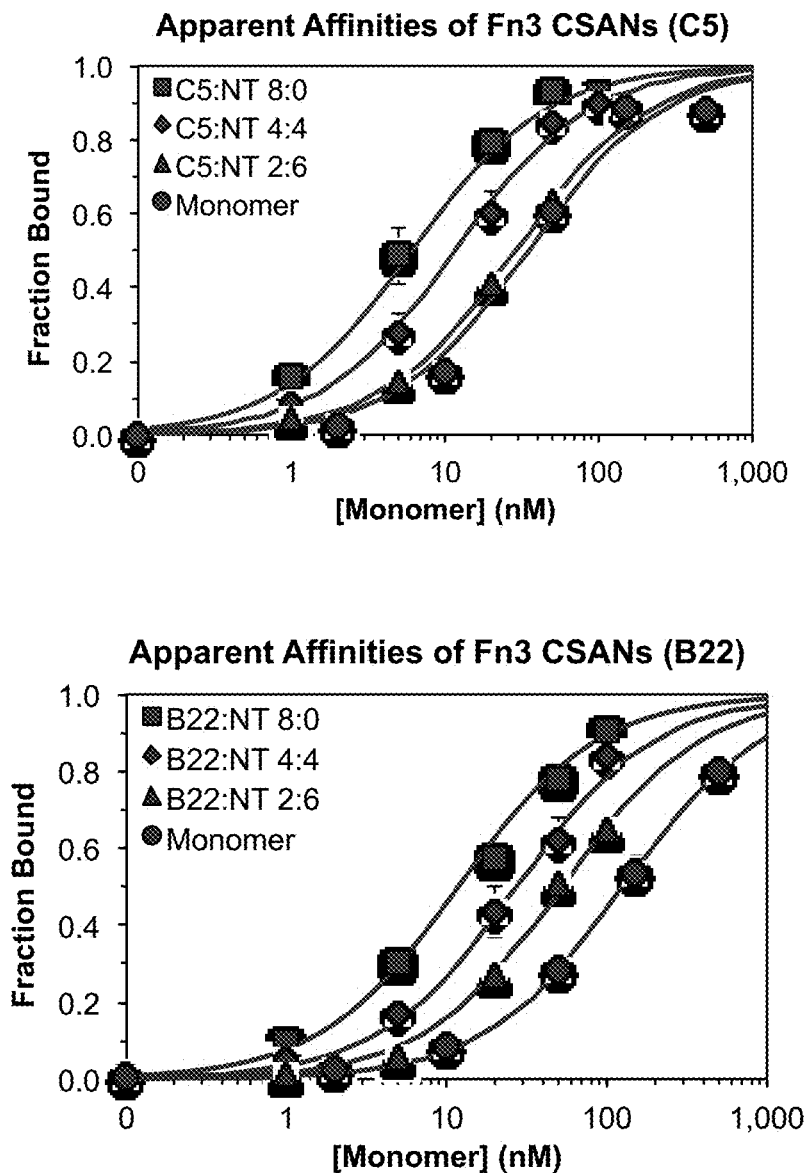 Apparent Affinities of Fn3 CSANs (C5)
1.0
0.8
0.6
0.4
0.2
0.0
Fraction Bound
C5:NT 8:0
C5:NT 4:4
C5:NT 2:6
Monomer
0 1 10 100 1,000
[Monomer] (nM)
Apparent Affinities of Fn3 CSANs (B22)
1.0
0.8
0.6
0.4
0.2
0.0
Fraction Bound
B22:NT 8:0
B22:NT 4:4
B22:NT 2:6
Monomer
0 1 10 100 1,000
[Monomer] (nM)